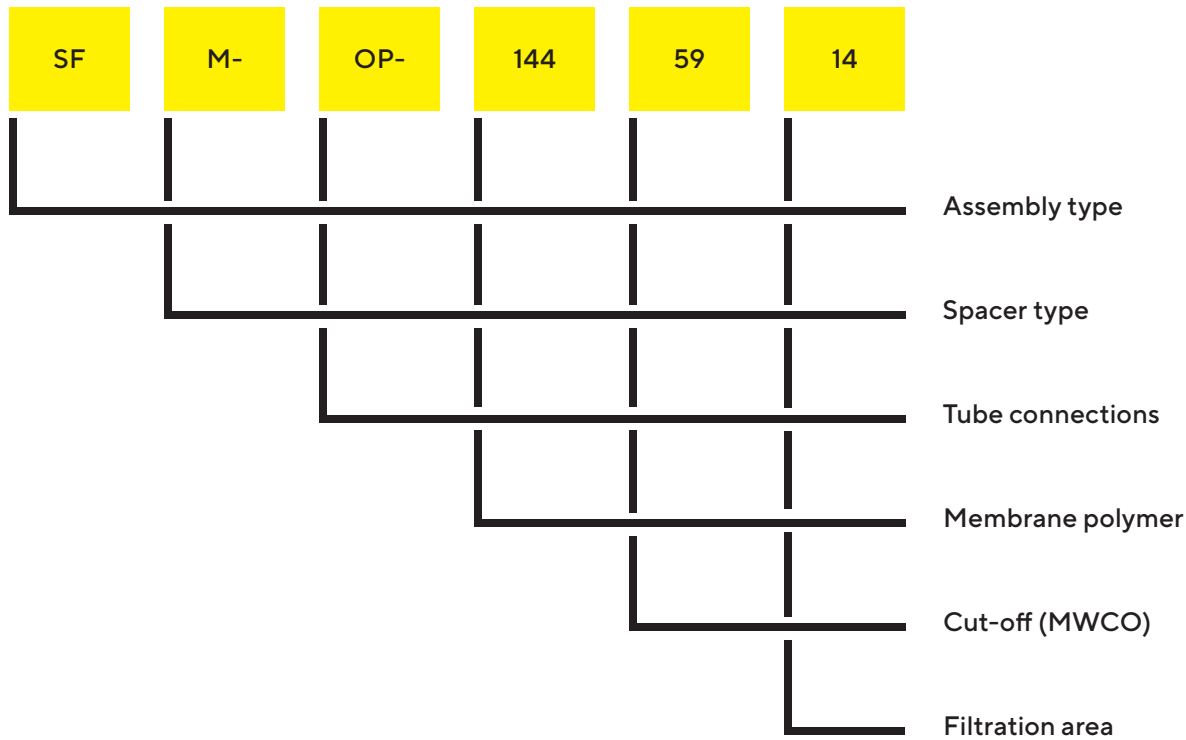 SF M- OP- 144 59 14
Assembly type
Spacer type
Tube connections
Membrane polymer
Cut-off (MWCO)
Filtration area